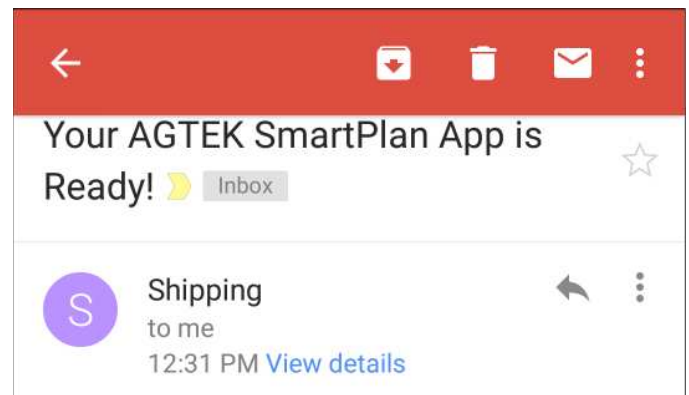 Your AGTEK SmartPlan App is
Ready! Inbox
S
Shipping
to me
12:31 PM View details